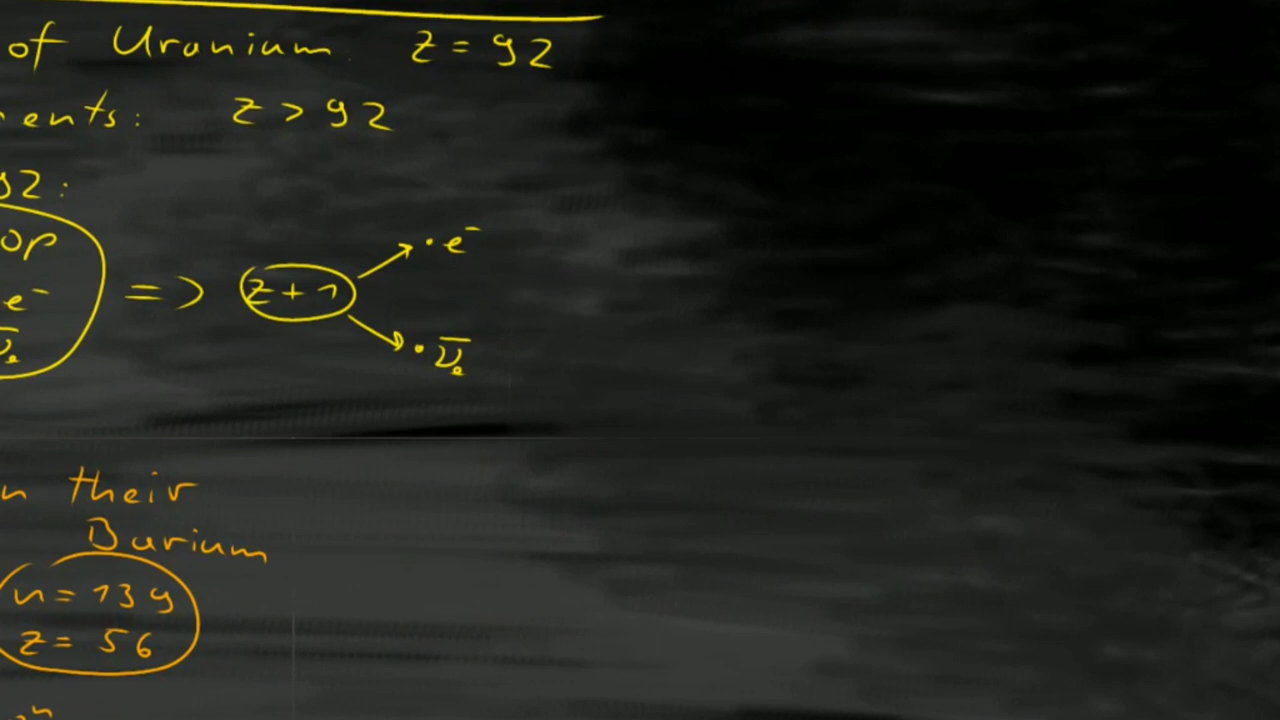 of Uranium Z = 92
ents: Z > 92
92:
op
e⁻ => Z + 1 · e⁻
ν̄ₑ · ν̄ₑ
n their
Barium
n = 139
Z = 56